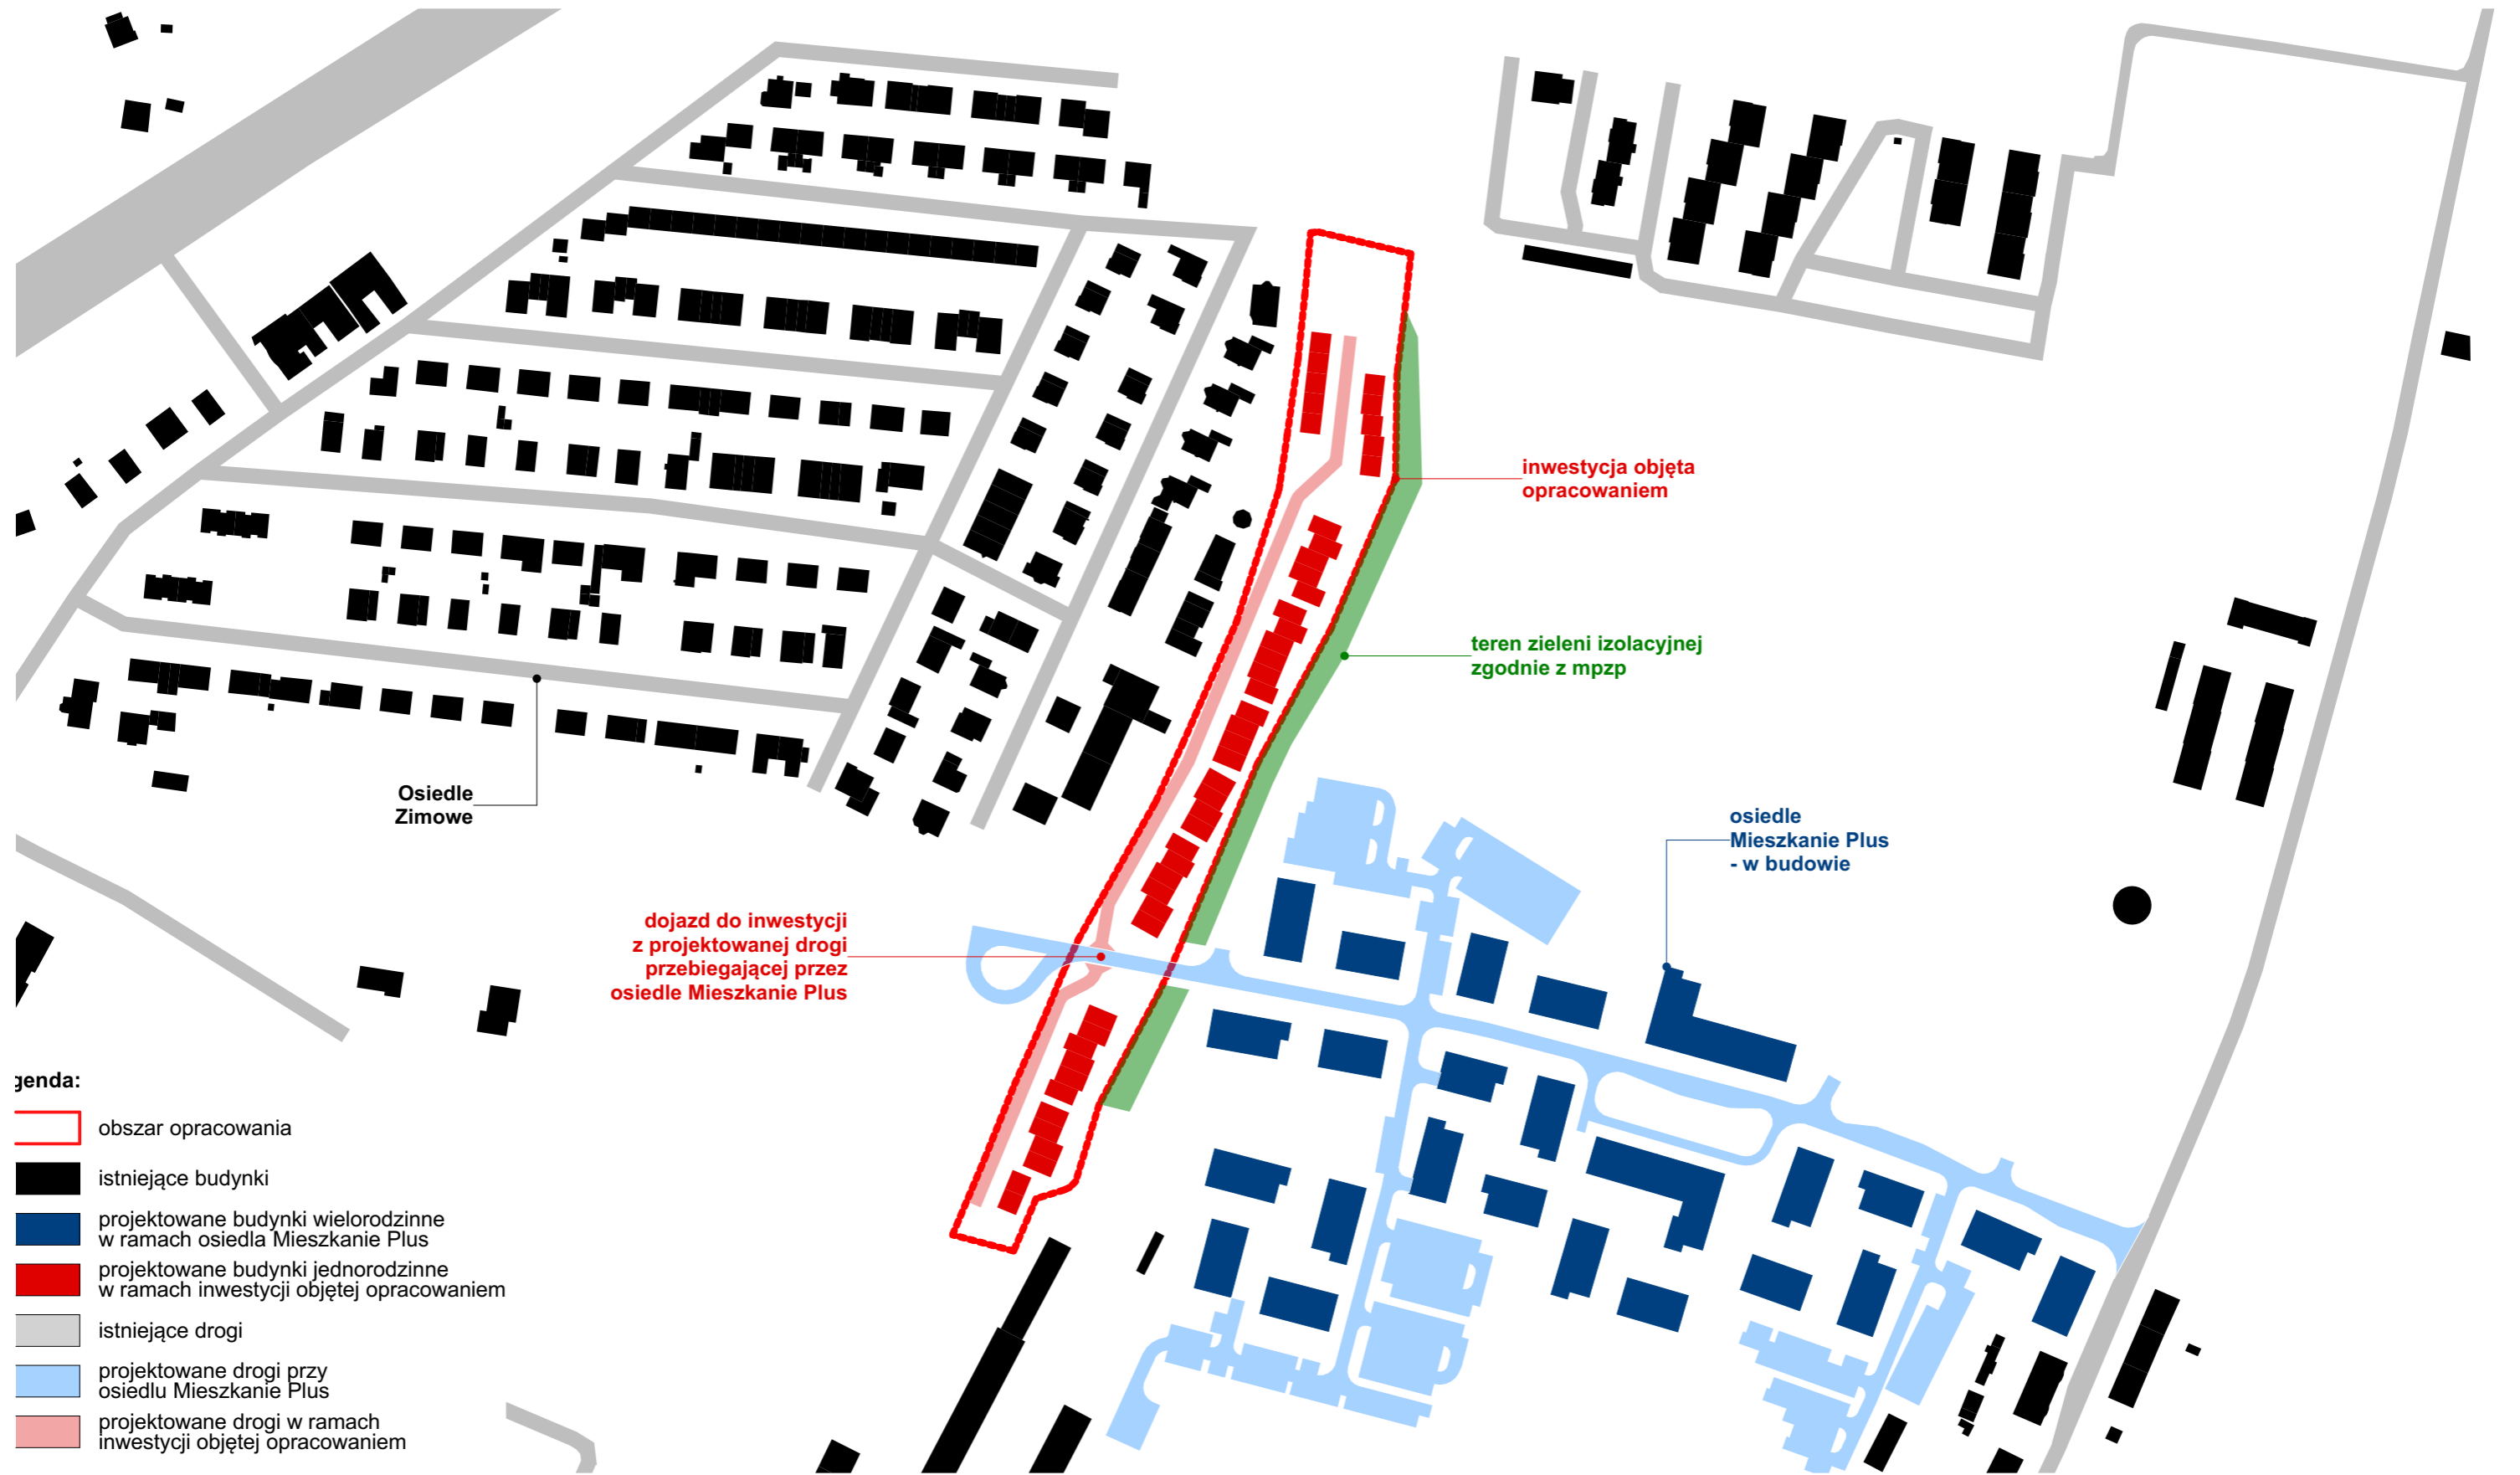 inwestycja objęta
opracowaniem
teren zieleni izolacyjnej
zgodnie z mpzp
Osiedle
Zimowe
osiedle
Mieszkanie Plus
- w budowie
dojazd do inwestycji
z projektowanej drogi
przebiegającej przez
osiedle Mieszkanie Plus
genda:
obszar opracowania
istniejące budynki
projektowane budynki wielorodzinne
w ramach osiedla Mieszkanie Plus
projektowane budynki jednorodzinne
w ramach inwestycji objętej opracowaniem
istniejące drogi
projektowane drogi przy
osiedlu Mieszkanie Plus
projektowane drogi w ramach
inwestycji objętej opracowaniem